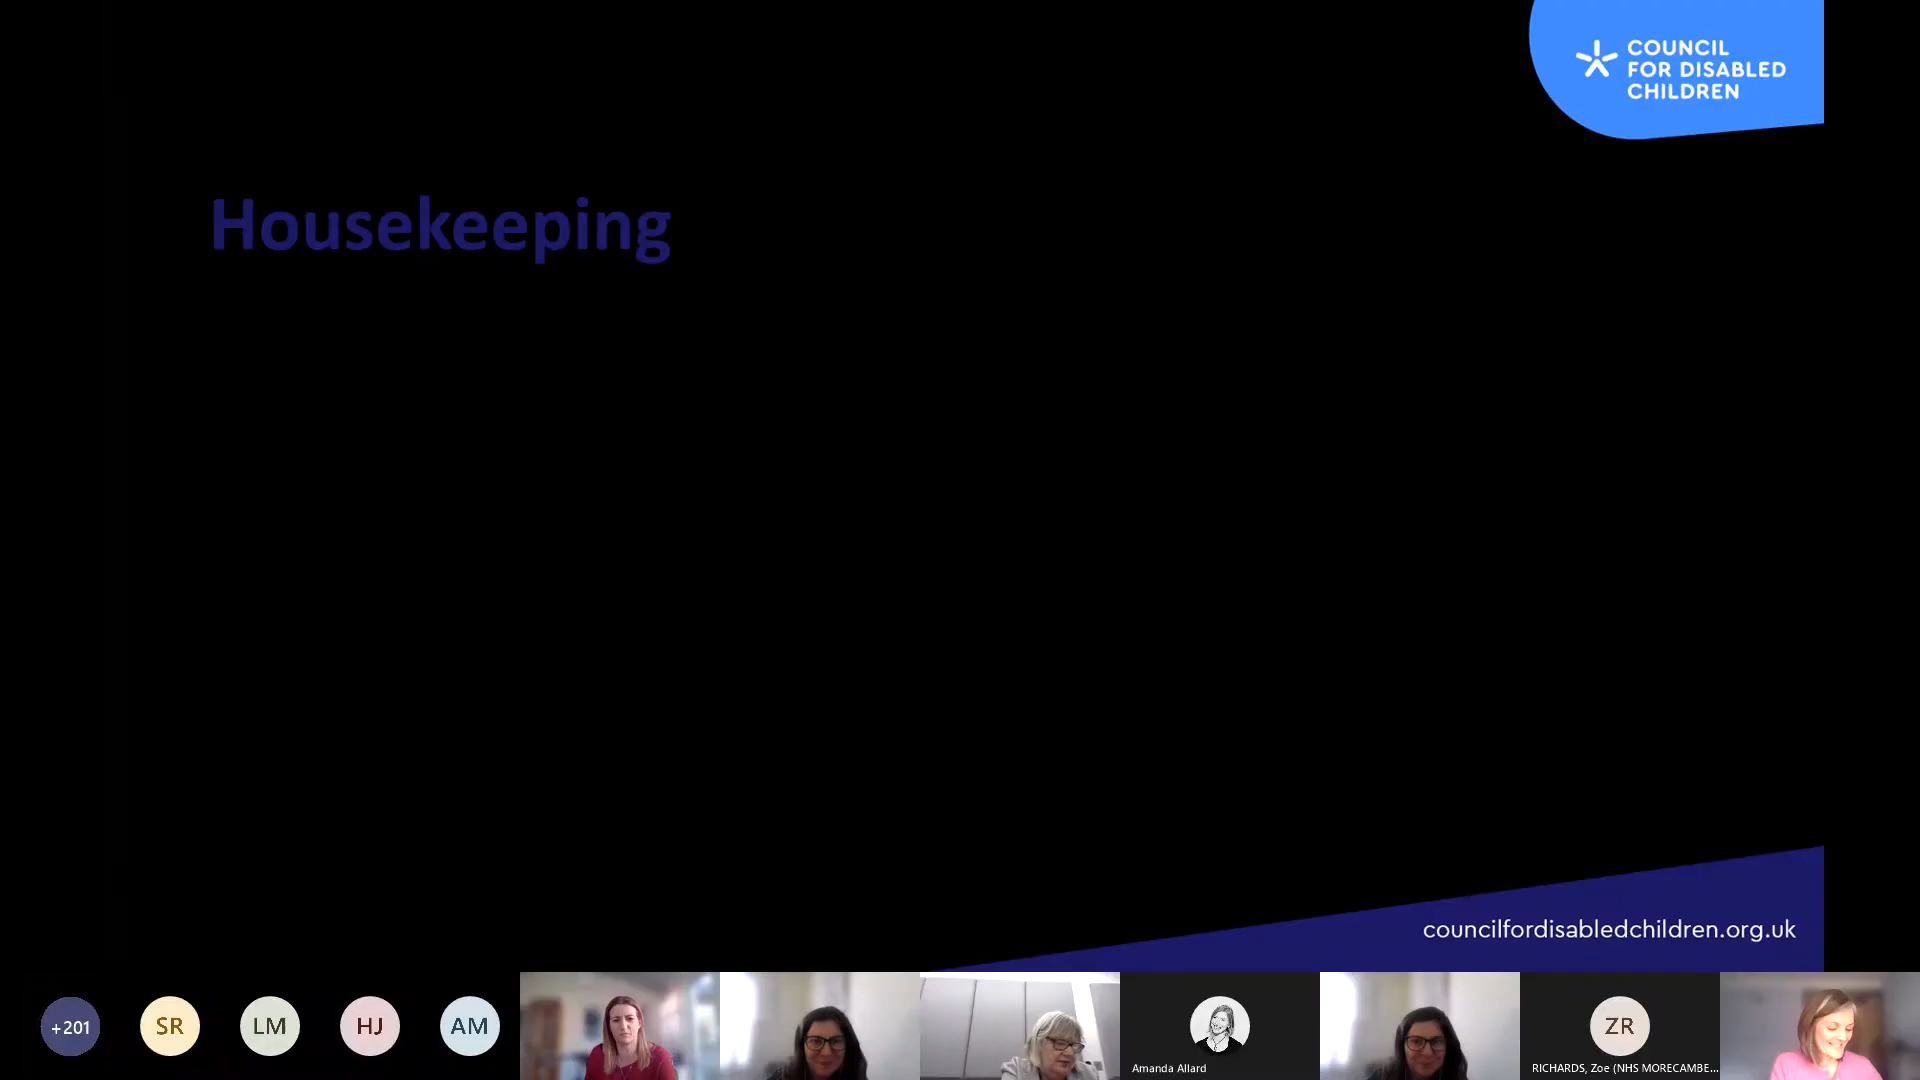 COUNCIL
FOR DISABLED
CHILDREN
Housekeeping
councilfordisabledchildren.org.uk
+201
SR
LM
HJ
AM
Amanda Allard
ZR
RICHARDS, Zoe (NHS MORECAMBE...